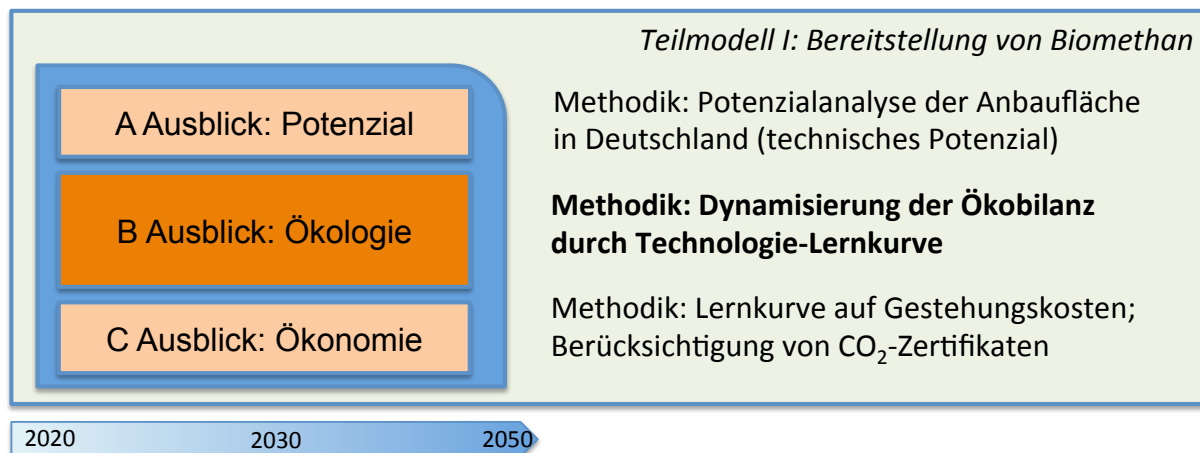 Teilmodell I: Bereitstellung von Biomethan
A Ausblick: Potenzial
Methodik: Potenzialanalyse der Anbaufläche
in Deutschland (technisches Potenzial)
B Ausblick: Ökologie
Methodik: Dynamisierung der Ökobilanz
durch Technologie-Lernkurve
C Ausblick: Ökonomie
Methodik: Lernkurve auf Gestehungskosten;
Berücksichtigung von CO₂-Zertifikaten
2020 2030 2050